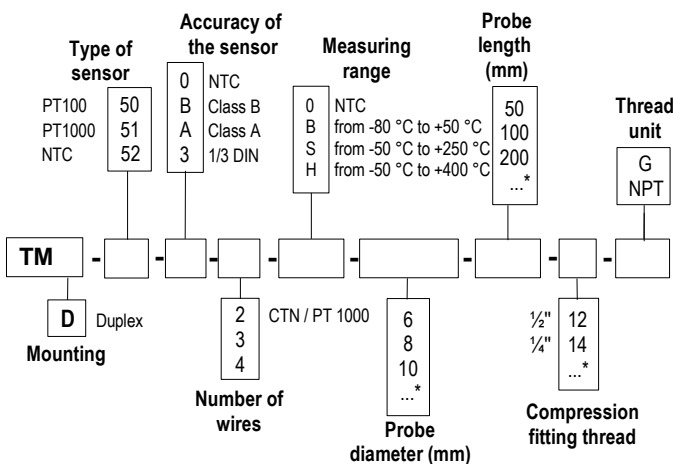 Type of
sensor
PT100 50
PT1000 51
NTC 52
Accuracy of
the sensor
0 NTC
B Class B
A Class A
3 1/3 DIN
Measuring
range
0 NTC
B from -80 °C to +50 °C
S from -50 °C to +250 °C
H from -50 °C to +400 °C
Probe
length
(mm)
50
100
200
...*
Thread
unit
G
NPT
TM - - - - - - -
D Duplex
Mounting
2 CTN / PT 1000
3
4
Number of
wires
6
8
10
...*
Probe
diameter (mm)
½" 12
¼" 14
...*
Compression
fitting thread